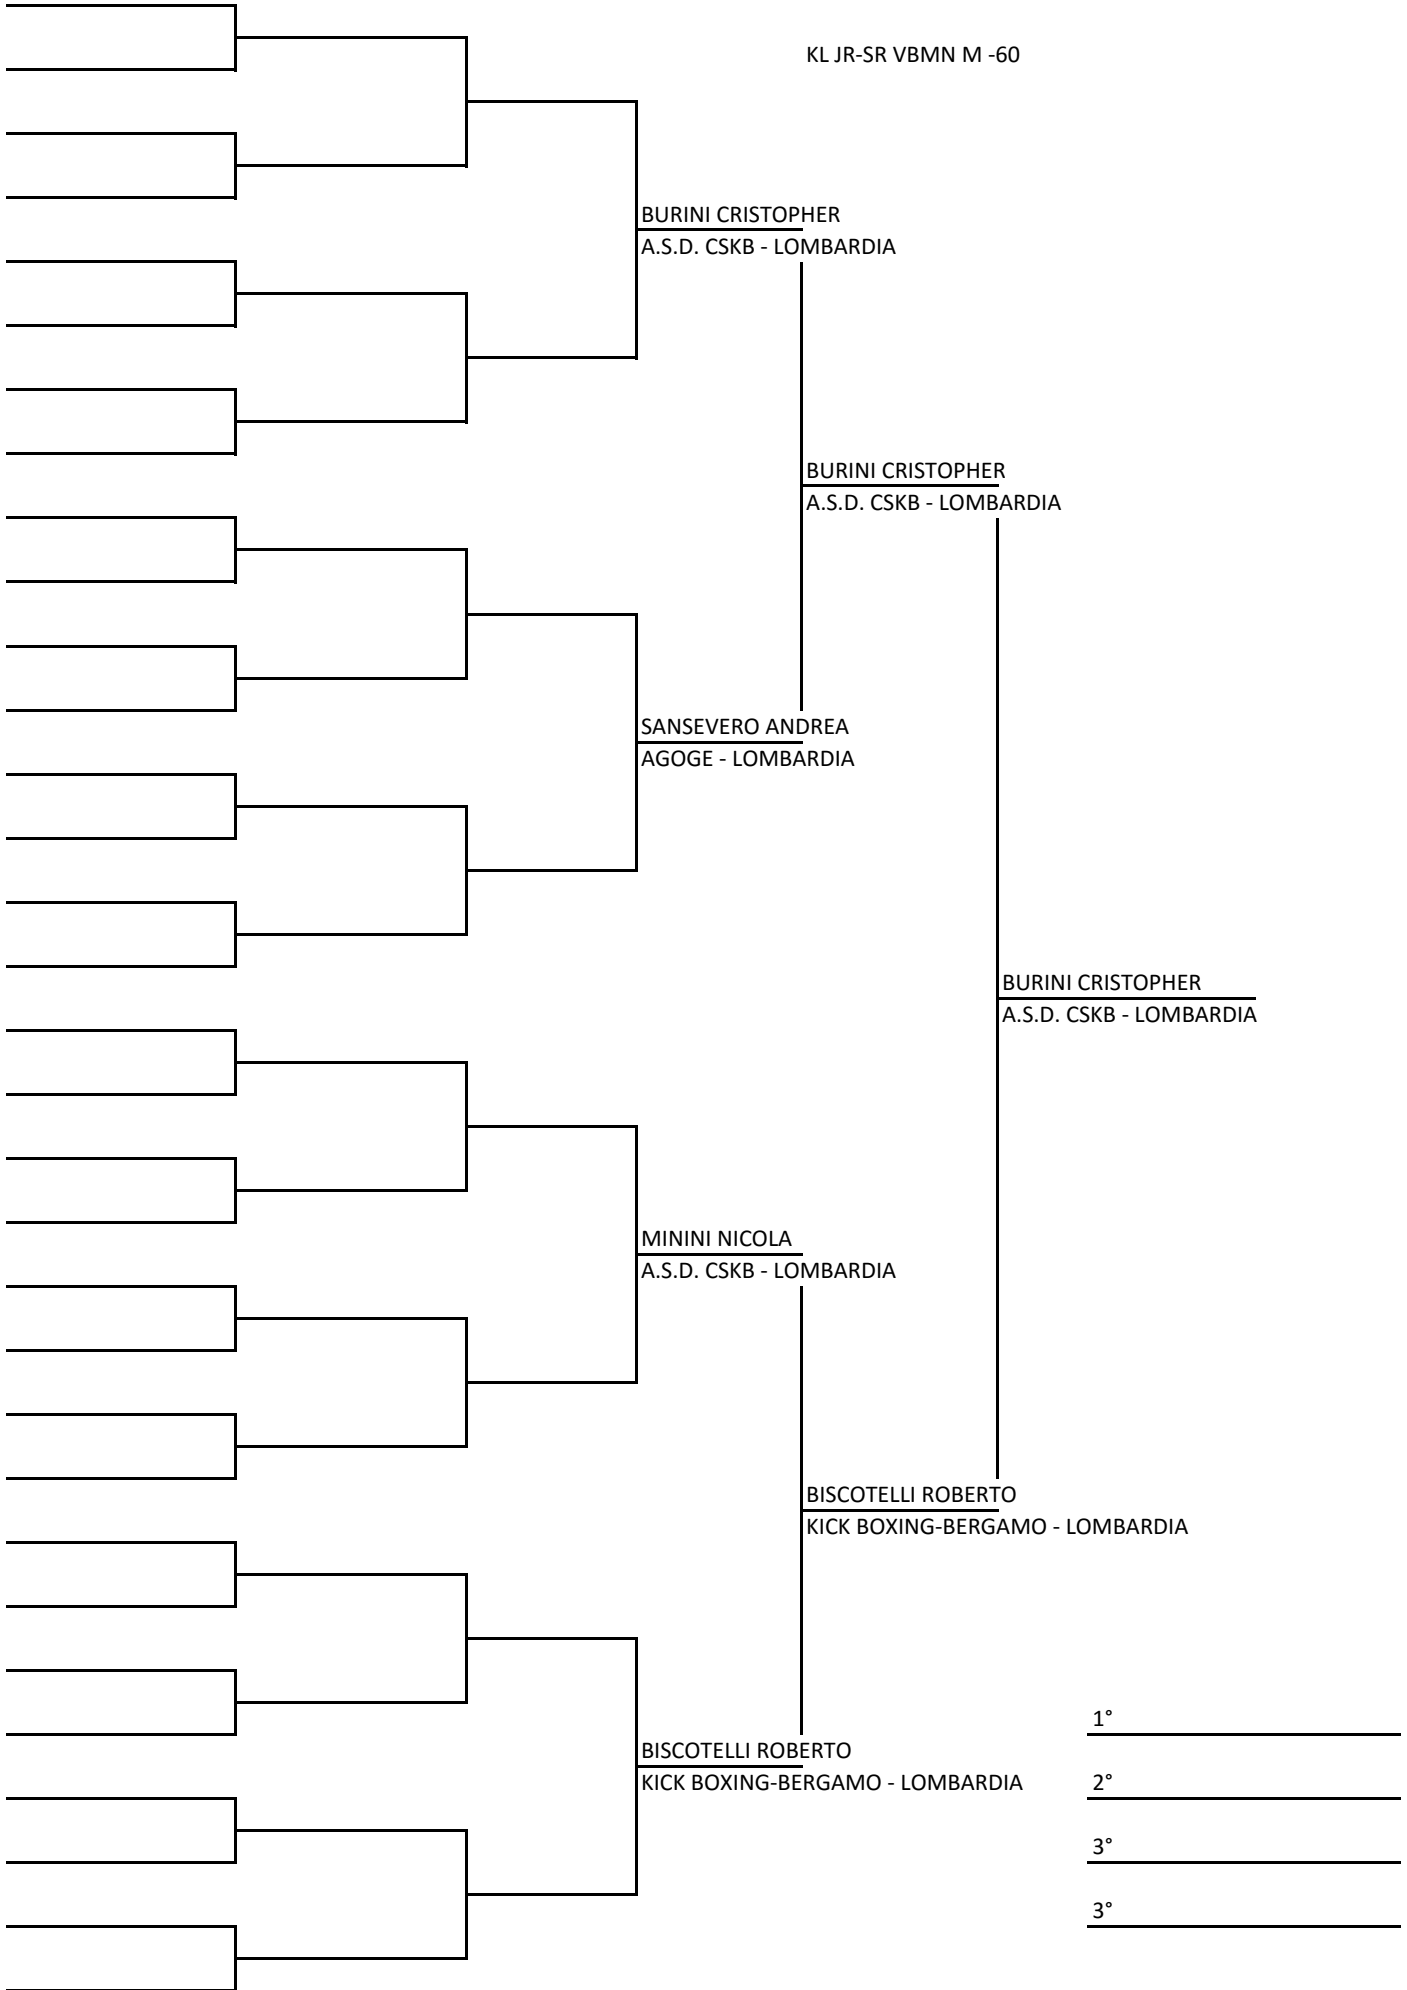 KL JR-SR VBMN M -60
BURINI CRISTOPHER
A.S.D. CSKB - LOMBARDIA
BURINI CRISTOPHER
A.S.D. CSKB - LOMBARDIA
SANSEVERO ANDREA
AGOGE - LOMBARDIA
BURINI CRISTOPHER
A.S.D. CSKB - LOMBARDIA
MININI NICOLA
A.S.D. CSKB - LOMBARDIA
BISCOTELLI ROBERTO
KICK BOXING-BERGAMO - LOMBARDIA
1°
BISCOTELLI ROBERTO
KICK BOXING-BERGAMO - LOMBARDIA
2°
3°
3°